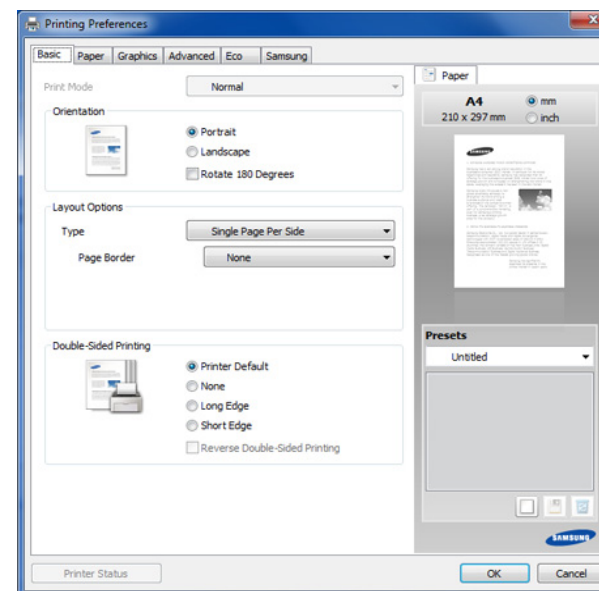 Printing Preferences
Basic Paper Graphics Advanced Eco Samsung
Print Mode Normal
Orientation
Portrait
Landscape
Rotate 180 Degrees
Layout Options
Type Single Page Per Side
Page Border None
Double-Sided Printing
Printer Default
None
Long Edge
Short Edge
Reverse Double-Sided Printing
Paper
A4 mm
210 x 297 mm inch
SAMSUNG
Presets
Untitled
SAMSUNG
Printer Status OK Cancel